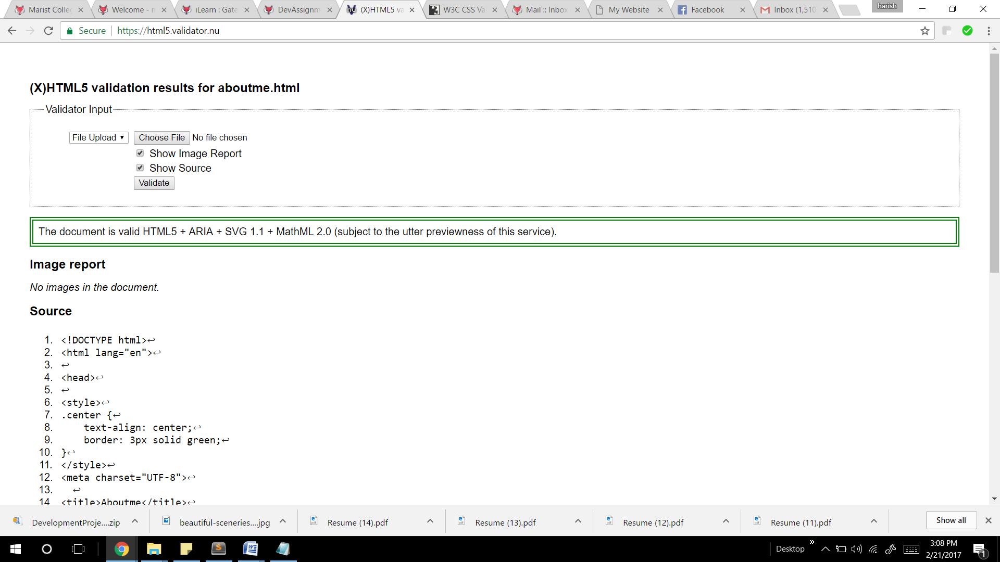 Marist Colle
Welcome - m
iLearn : Gate
DevAssignm
(X)HTML5 va
W3C CSS Va
Mail :: Inbox
My Website
Facebook
Inbox (1,510
harish
Secure
https://html5.validator.nu
(X)HTML5 validation results for aboutme.html
Validator Input
File Upload ▼ Choose File No file chosen
Show Image Report
Show Source
Validate
The document is valid HTML5 + ARIA + SVG 1.1 + MathML 2.0 (subject to the utter previewness of this service).
Image report
No images in the document.
Source
1. <!DOCTYPE html>↩
2. <html lang="en">↩
3. ↩
4. <head>↩
5. ↩
6. <style>↩
7. .center {↩
8.     text-align: center;↩
9.     border: 3px solid green;↩
10. }↩
11. </style>↩
12. <meta charset="UTF-8">↩
13.   ↩
14. <title>Aboutme</title>↩
DevelopmentProje....zip
beautiful-sceneries....jpg
Resume (14).pdf
Resume (13).pdf
Resume (12).pdf
Resume (11).pdf
Show all
Desktop
3:08 PM
2/21/2017
1